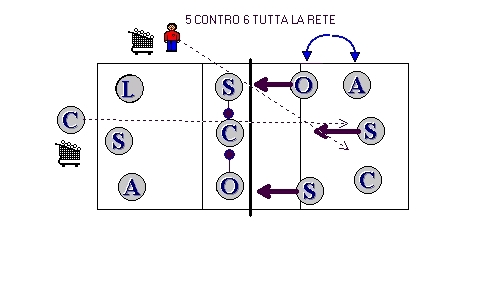 5 CONTRO 6 TUTTA LA RETE
L S O A
C C S
S
A O S C